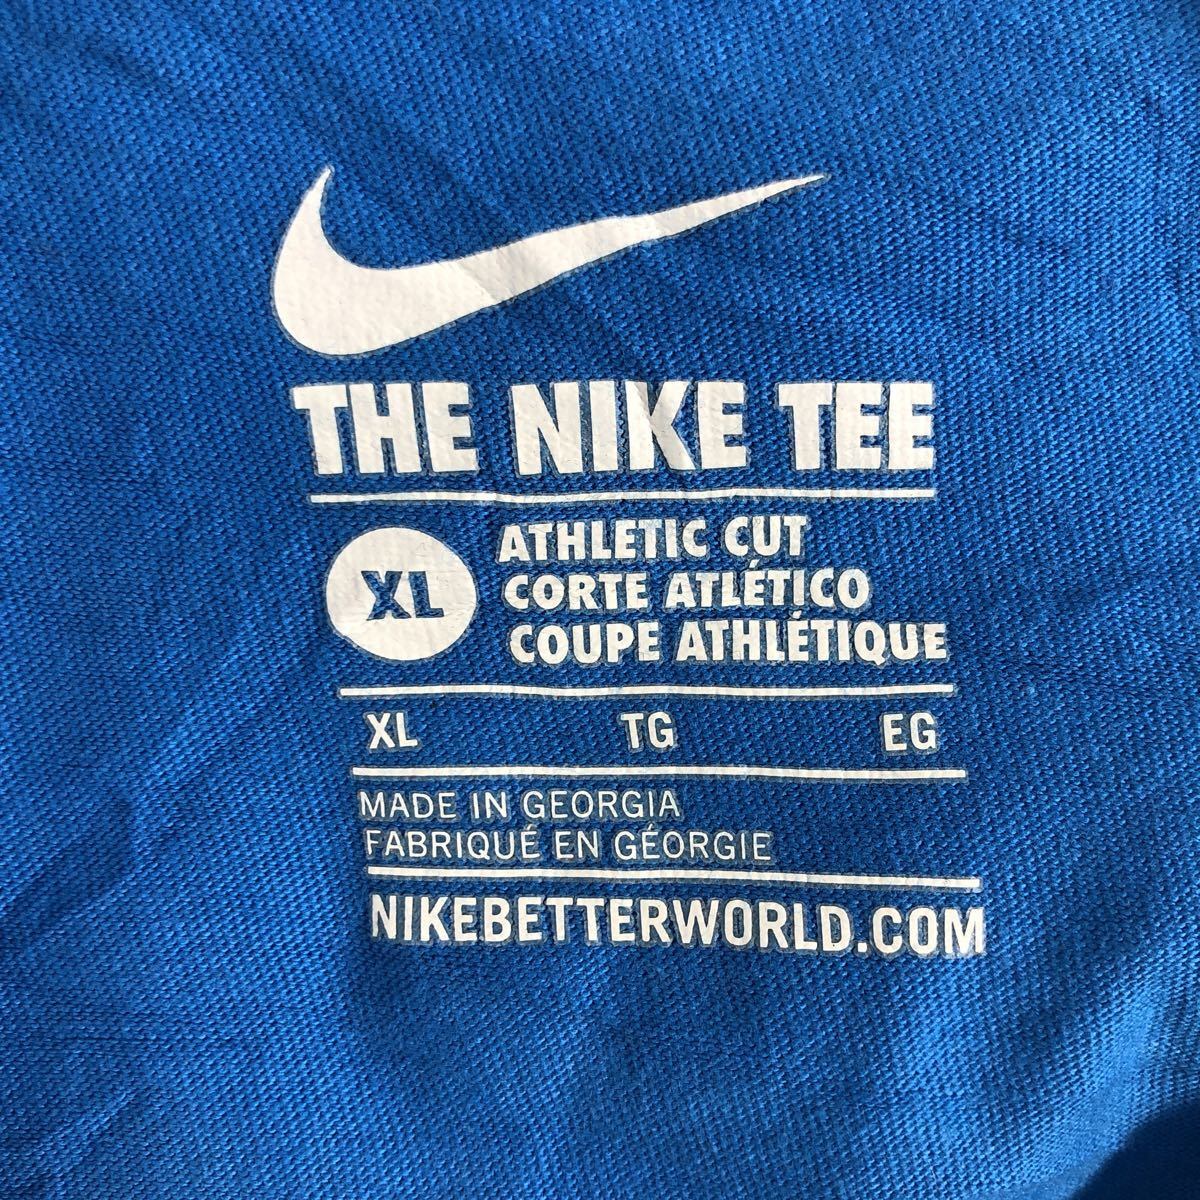 THE NIKE TEE
XL
ATHLETIC CUT
CORTE ATLÉTICO
COUPE ATHLÉTIQUE
XL TG EG
MADE IN GEORGIA
FABRIQUÉ EN GÉORGIE
NIKEBETTERWORLD.COM